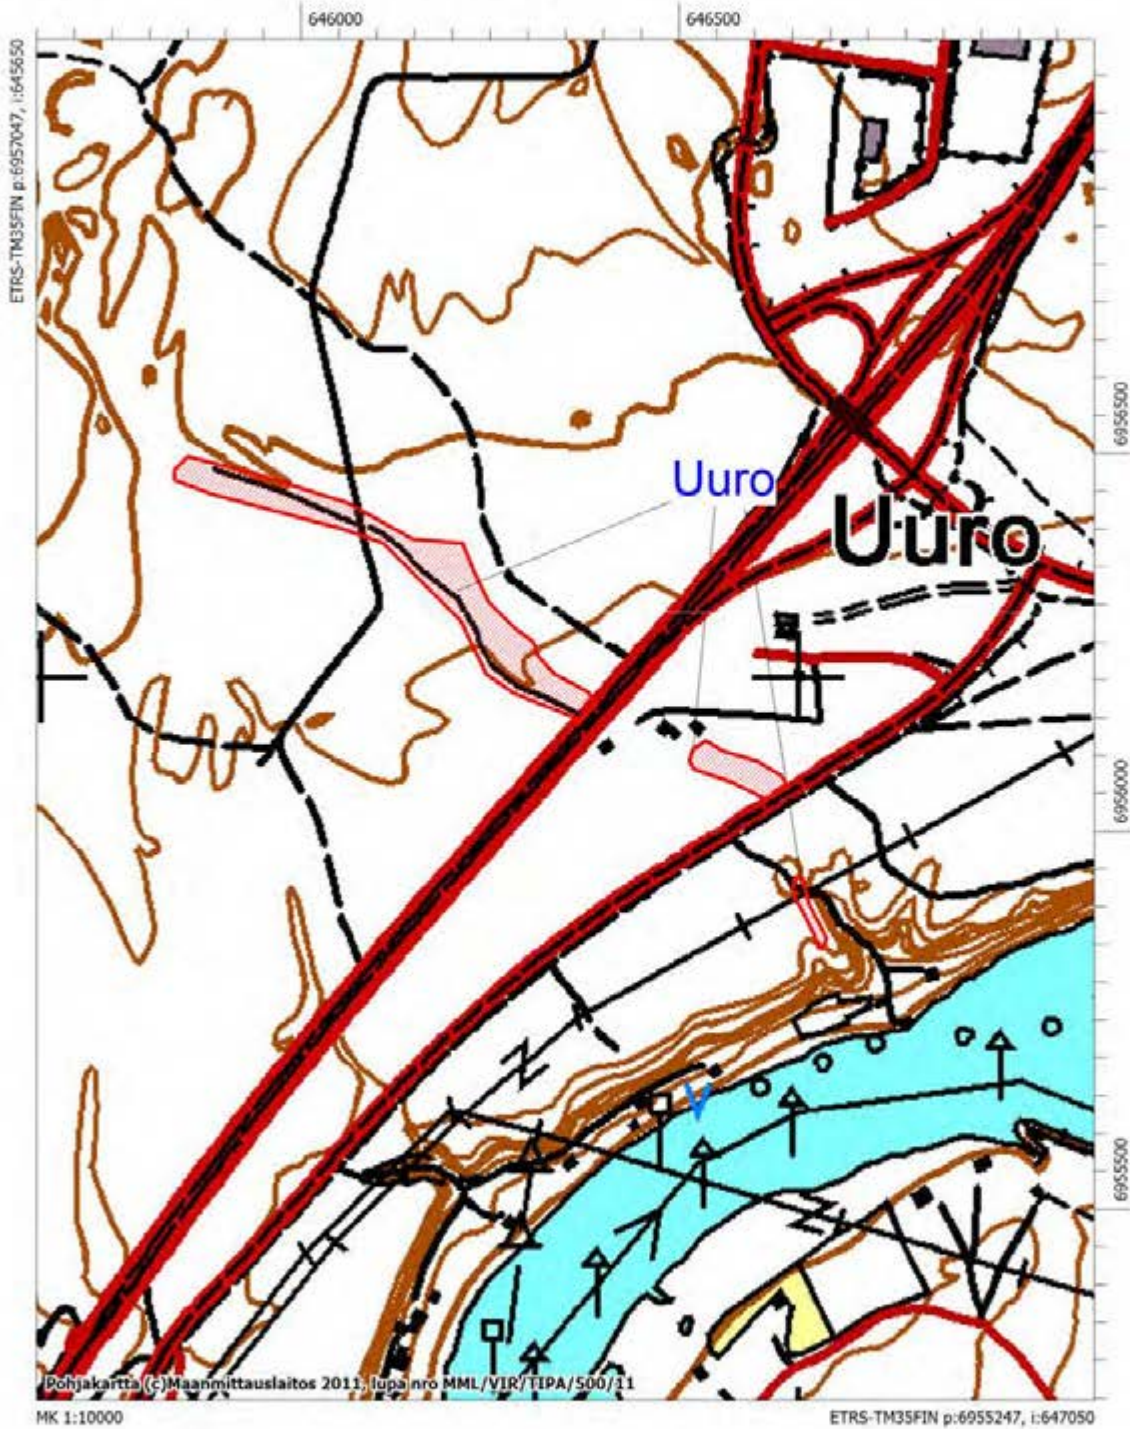 646000
646500
ETRS-TM35FIN p:6957047, i:645650
6956500
Uuro
Uuro
6956000
V
6955500
Pohjakartta (c)Maanmittauslaitos 2011, lupa nro MML/VIR/TIPA/500/11
MK 1:10000
ETRS-TM35FIN p:6955247, i:647050